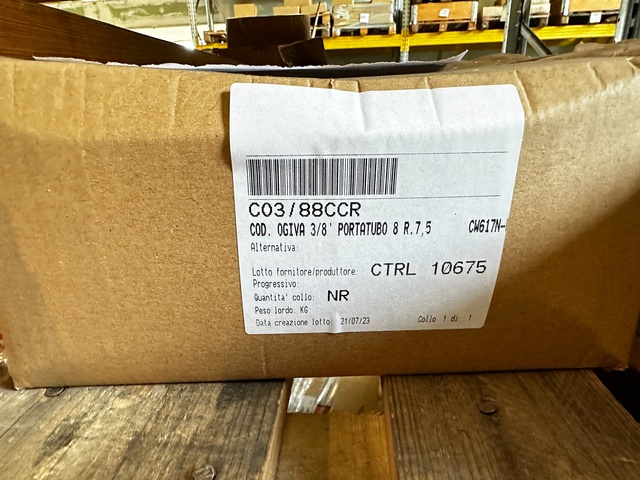 C03/88CCR
COD. OGIVA 3/8' PORTATUBO 8 R.7,5 CW617N-
Alternativa:
Lotto fornitore/produttore: CTRL 10675
Progressivo:
Quantita' collo: NR
Peso lordo: KG
Data creazione lotto: 21/07/23 Collo 1 di 1